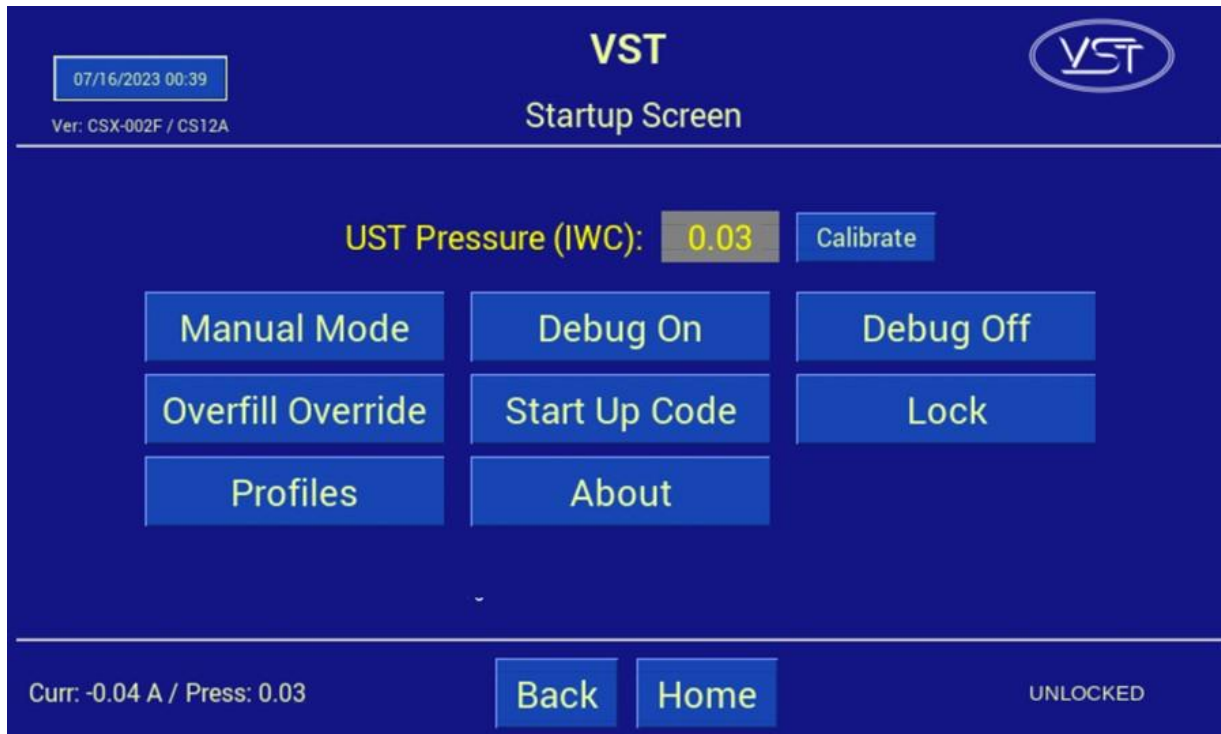 VST
VST
07/16/2023 00:39
Startup Screen
Ver: CSX-002F / CS12A
UST Pressure (IWC): 0.03 Calibrate
Manual Mode Debug On Debug Off
Overfill Override Start Up Code Lock
Profiles About
Curr: -0.04 A / Press: 0.03 Back Home UNLOCKED